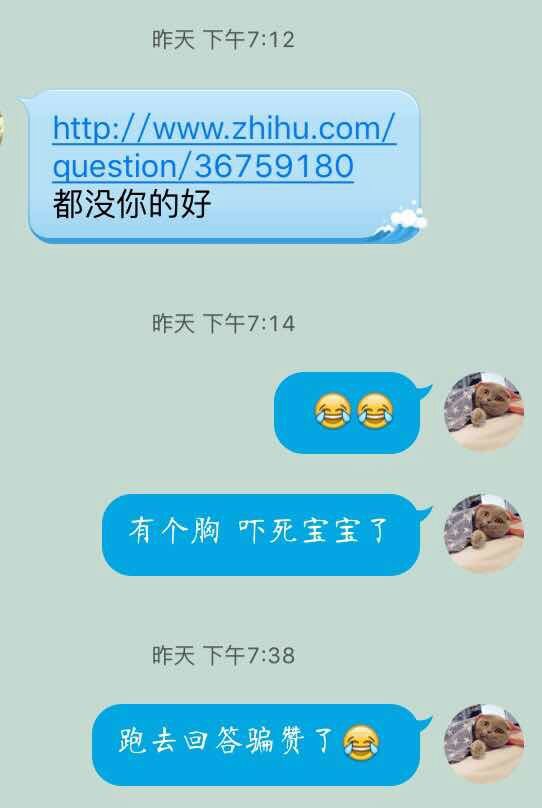 昨天 下午7:12
http://www.zhihu.com/
question/36759180
都没你的好
昨天 下午7:14
😂😂
有个胸 吓死宝宝了
昨天 下午7:38
跑去回答骗赞了😂